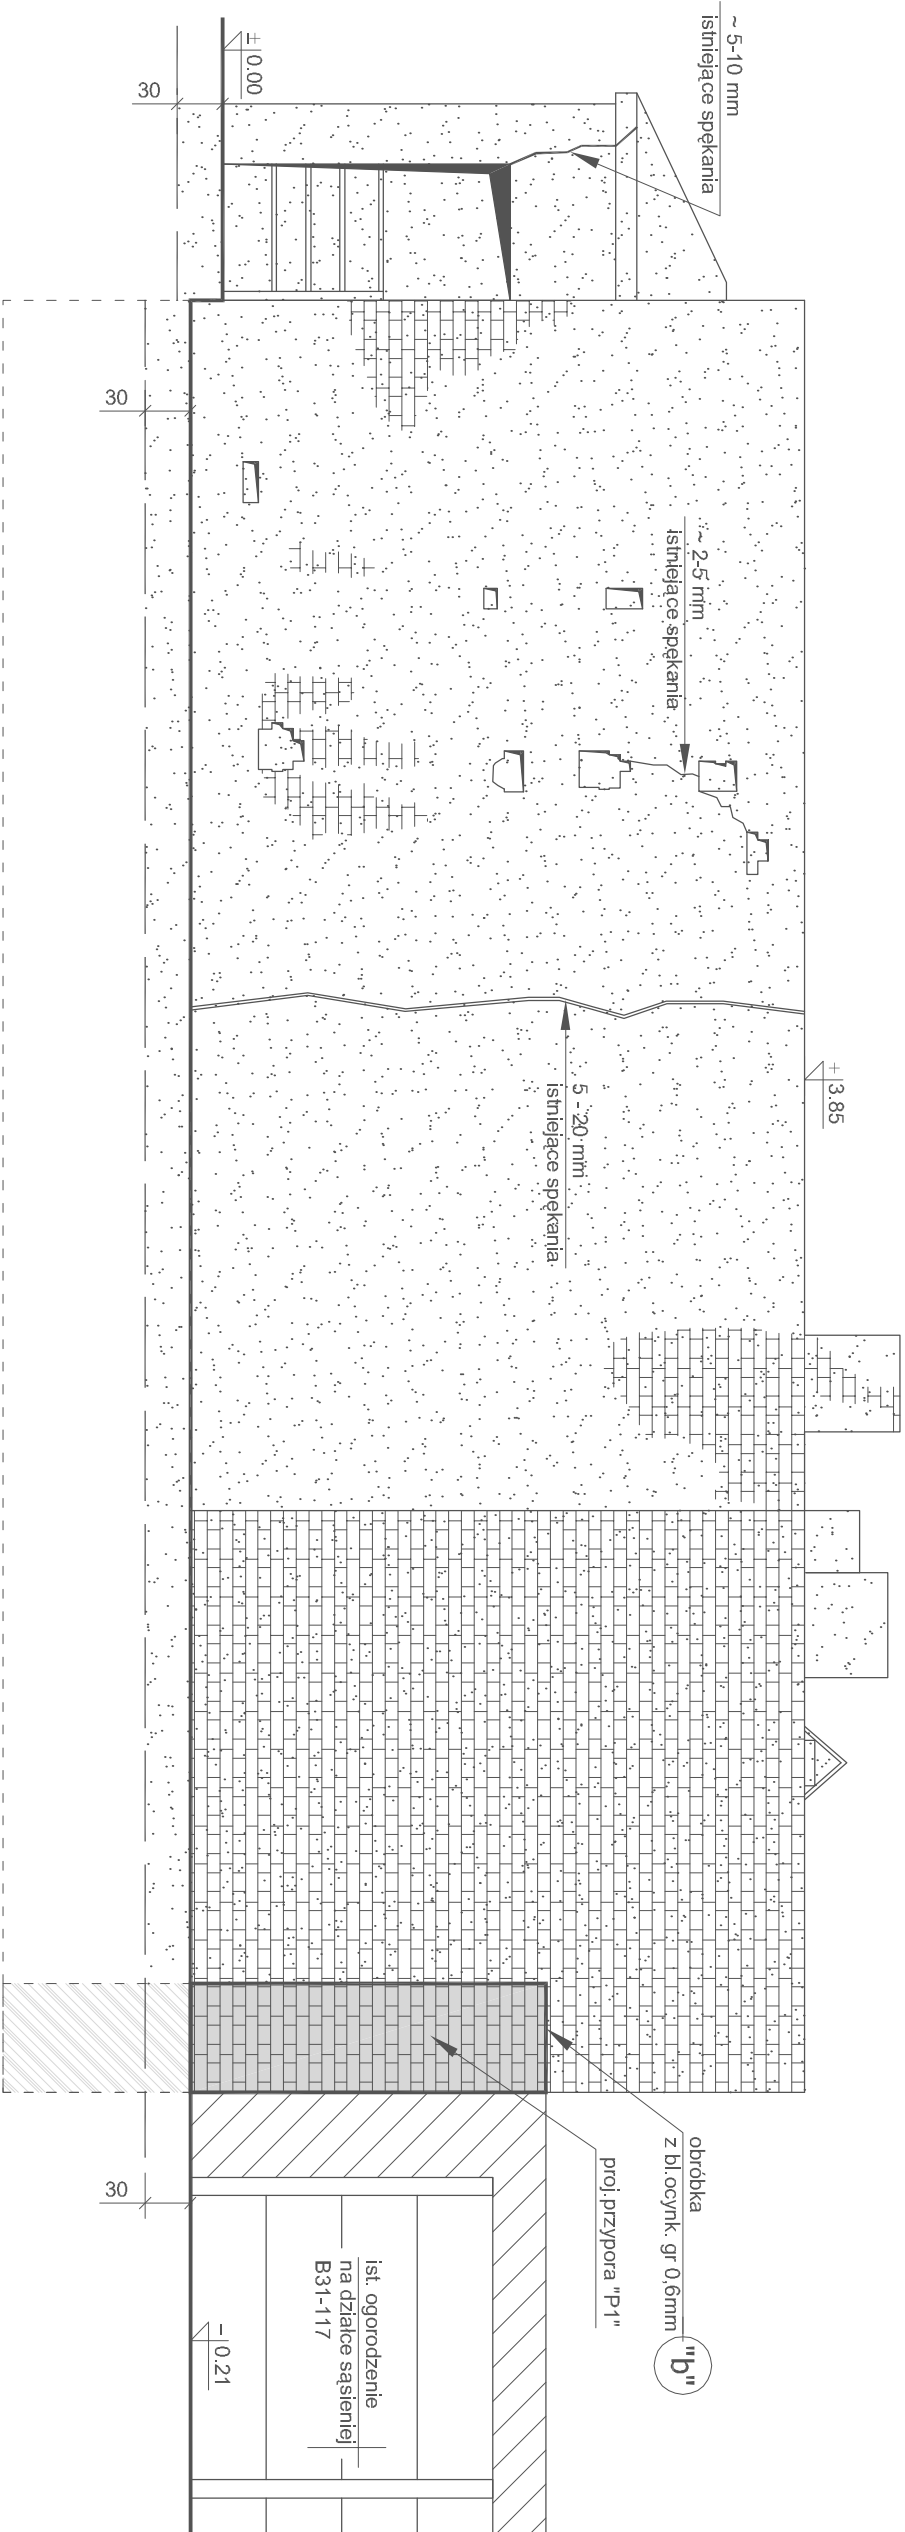 ~ 5-10 mm
istniejące spękania
± 0.00
30
30
~ 2-5 mm
istniejące spękania
5 - 20 mm
istniejące spękania
+ 3.85
obróbka
z bl.ocynk. gr 0,6mm
"b"
proj.przypora "P1"
30
ist. ogorodzenie
na działce sąsieniej
B31-117
- 0.21